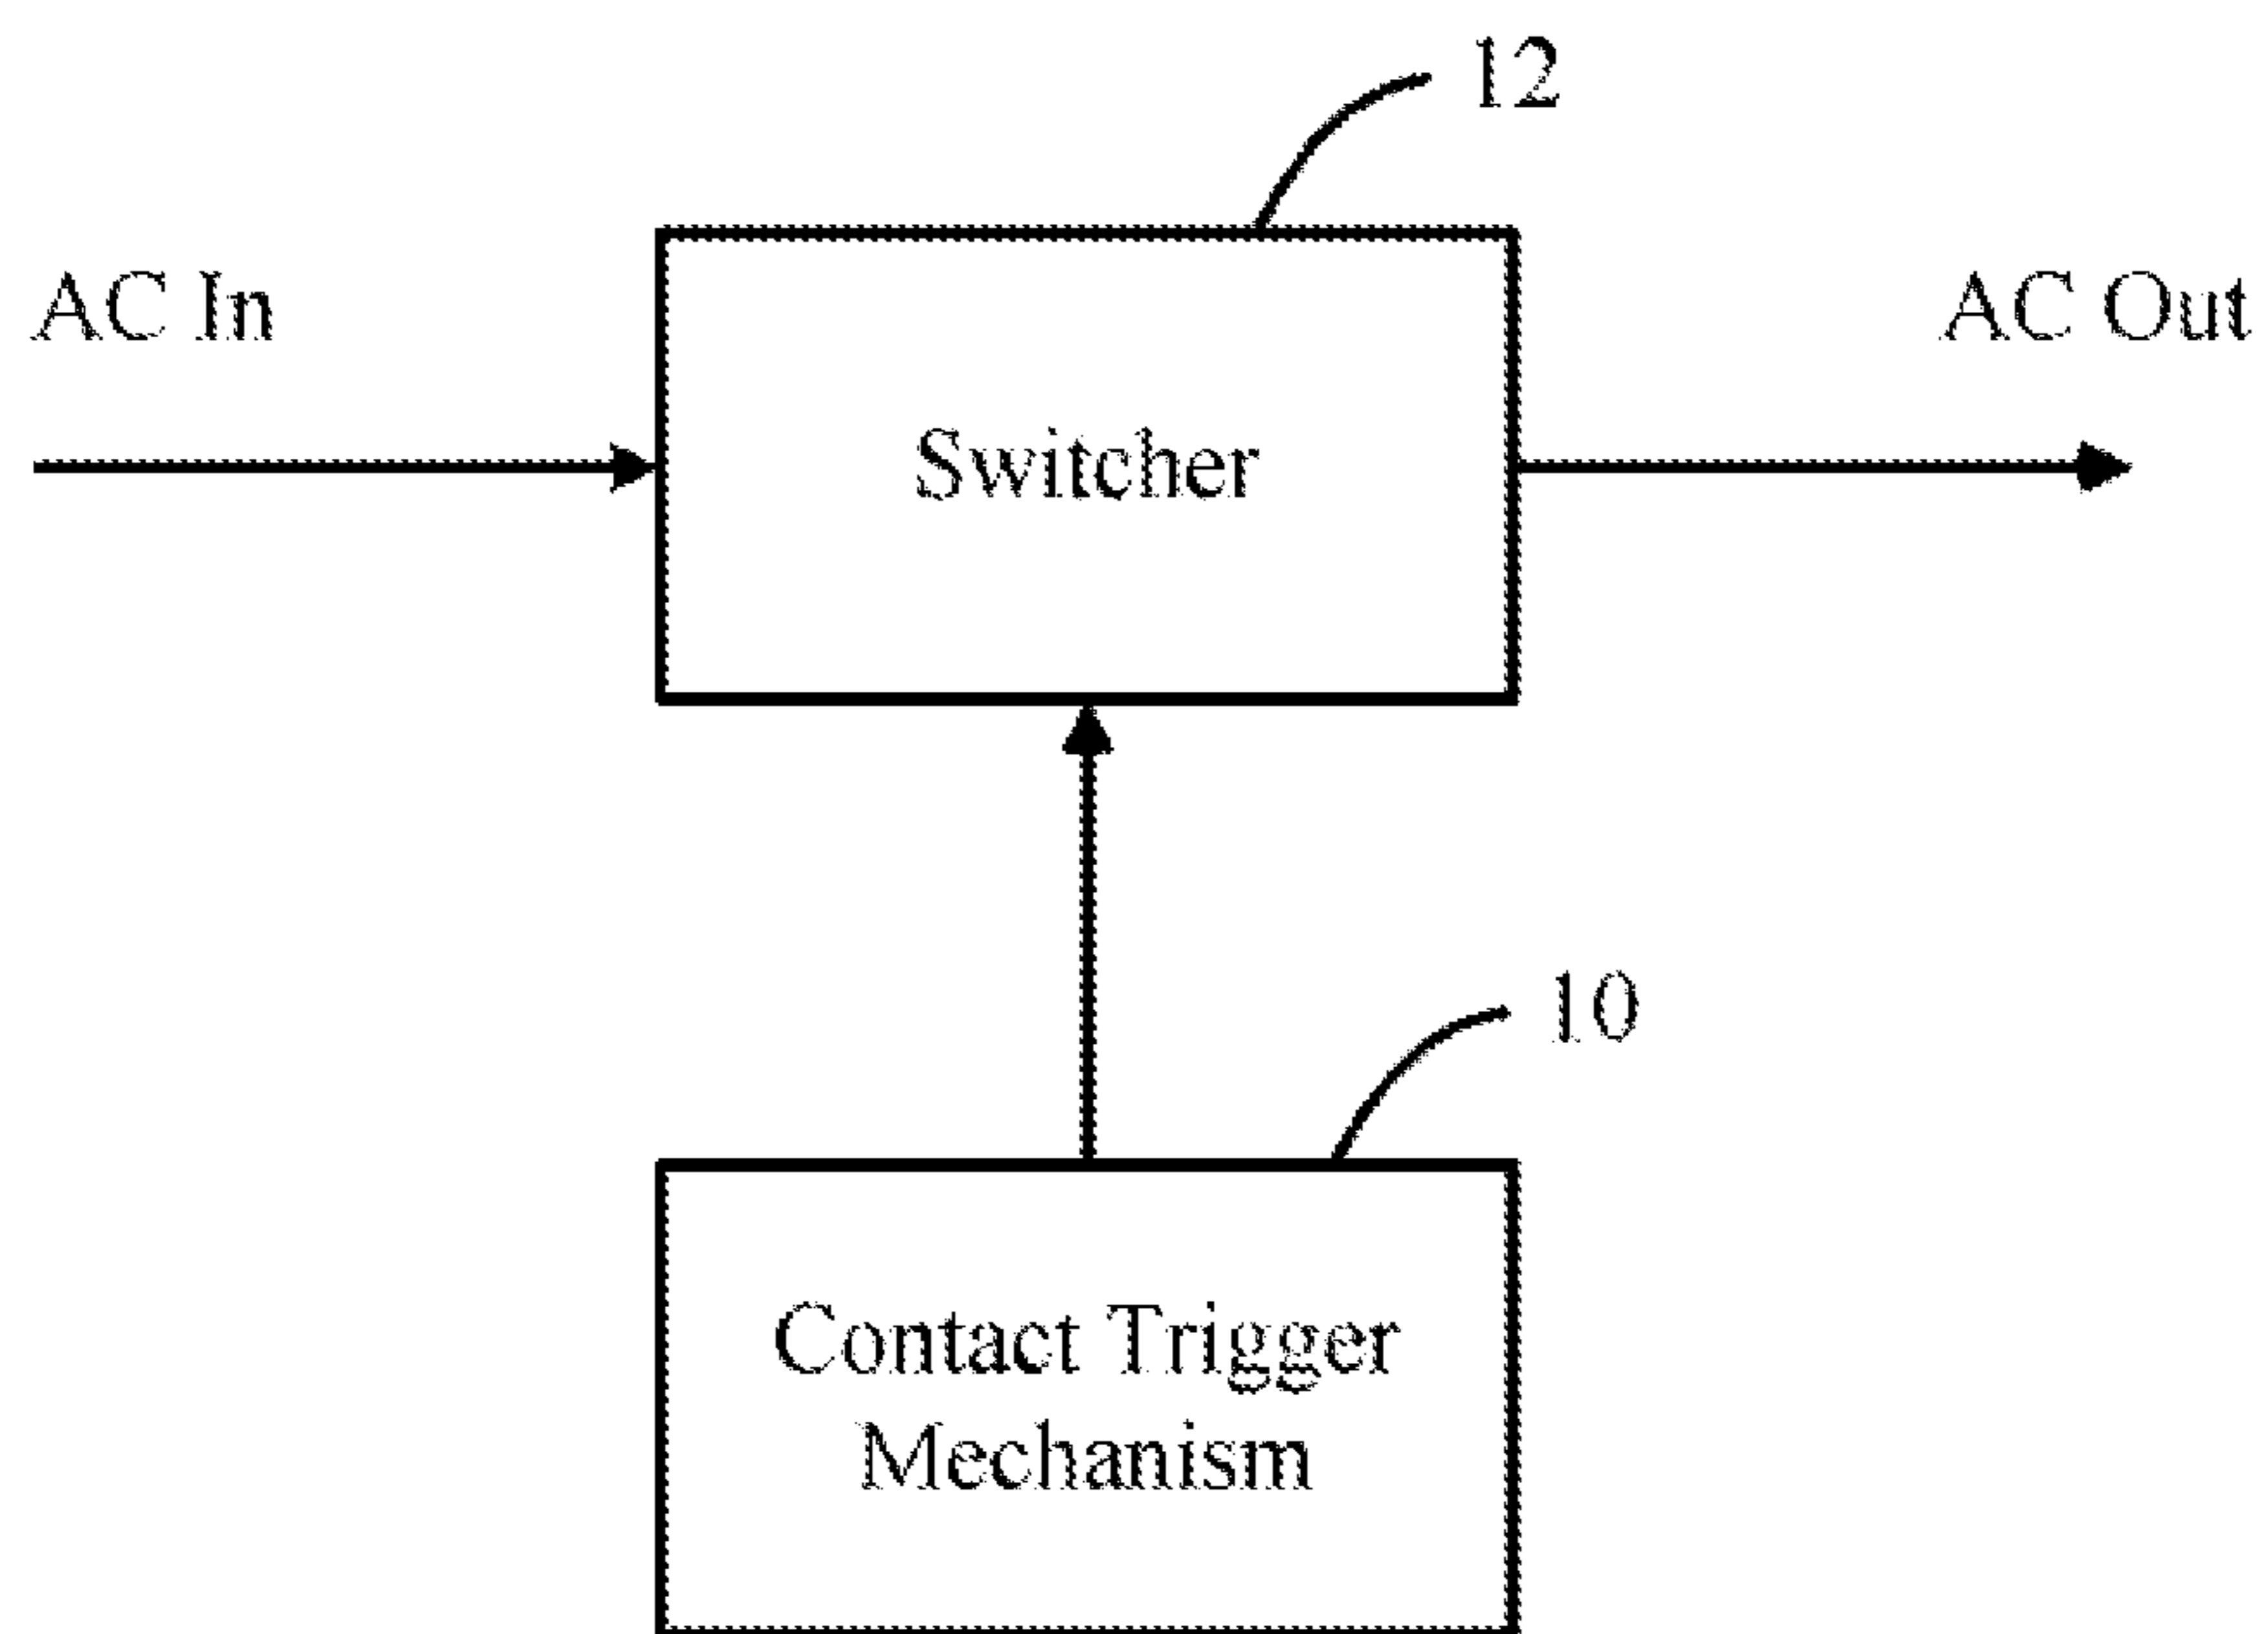 12
AC In
AC Out
Switcher
10
Contact Trigger
Mechanism